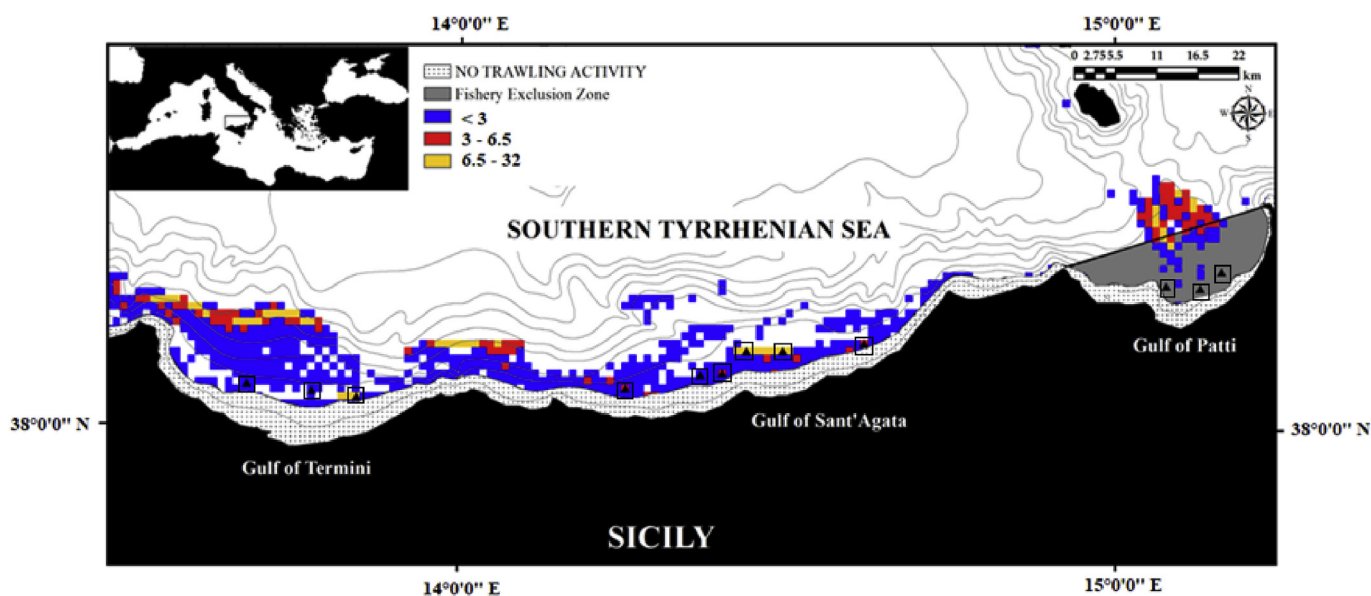 14°0'0'' E
15°0'0'' E
NO TRAWLING ACTIVITY
Fishery Exclusion Zone
< 3
3 - 6.5
6.5 - 32
0 2.75 5.5 11 16.5 22
km
N
W E
S
SOUTHERN TYRRHENIAN SEA
Gulf of Patti
Gulf of Sant'Agata
38°0'0'' N
38°0'0'' N
Gulf of Termini
SICILY
14°0'0'' E
15°0'0'' E